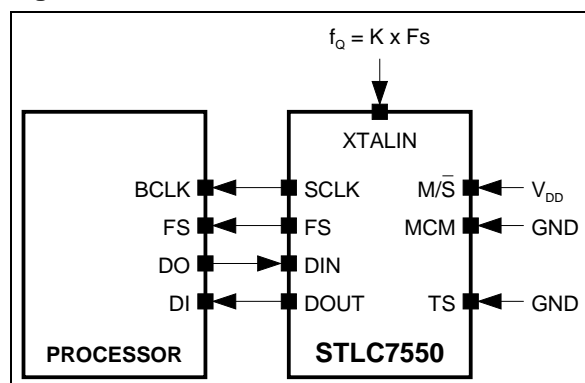 f_Q = K x Fs
XTALIN
BCLK SCLK M/S̅ V_DD
FS FS MCM GND
DO DIN
DI DOUT TS GND
PROCESSOR STLC7550